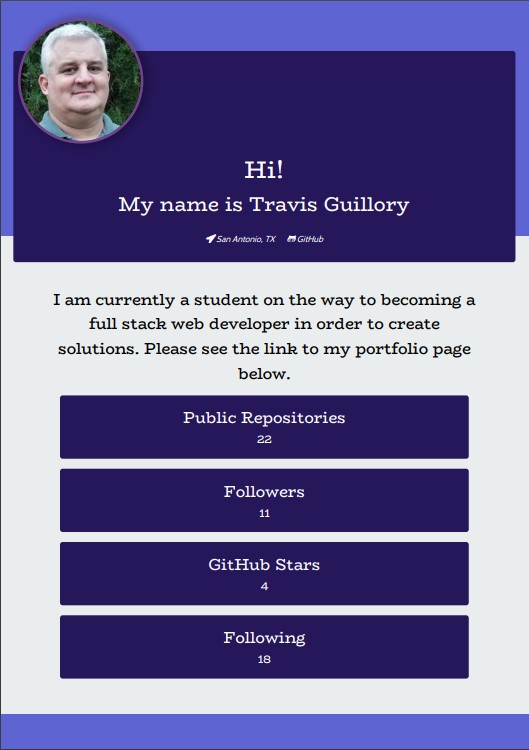 Hi!
My name is Travis Guillory
San Antonio, TX GitHub
I am currently a student on the way to becoming a
full stack web developer in order to create
solutions. Please see the link to my portfolio page
below.
Public Repositories
22
Followers
11
GitHub Stars
4
Following
18